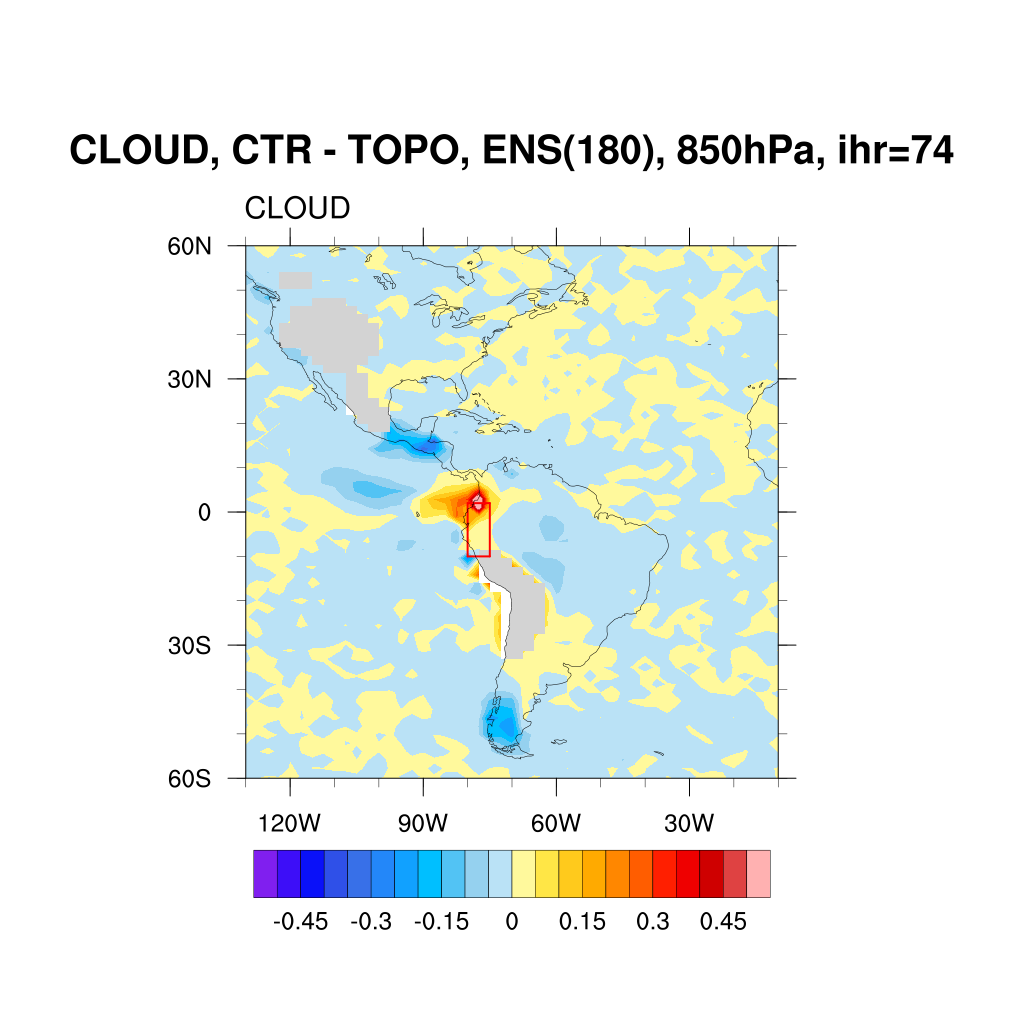 CLOUD, CTR - TOPO, ENS(180), 850hPa, ihr=74
CLOUD
60N
30N
0
30S
60S
120W 90W 60W 30W
-0.45 -0.3 -0.15 0 0.15 0.3 0.45